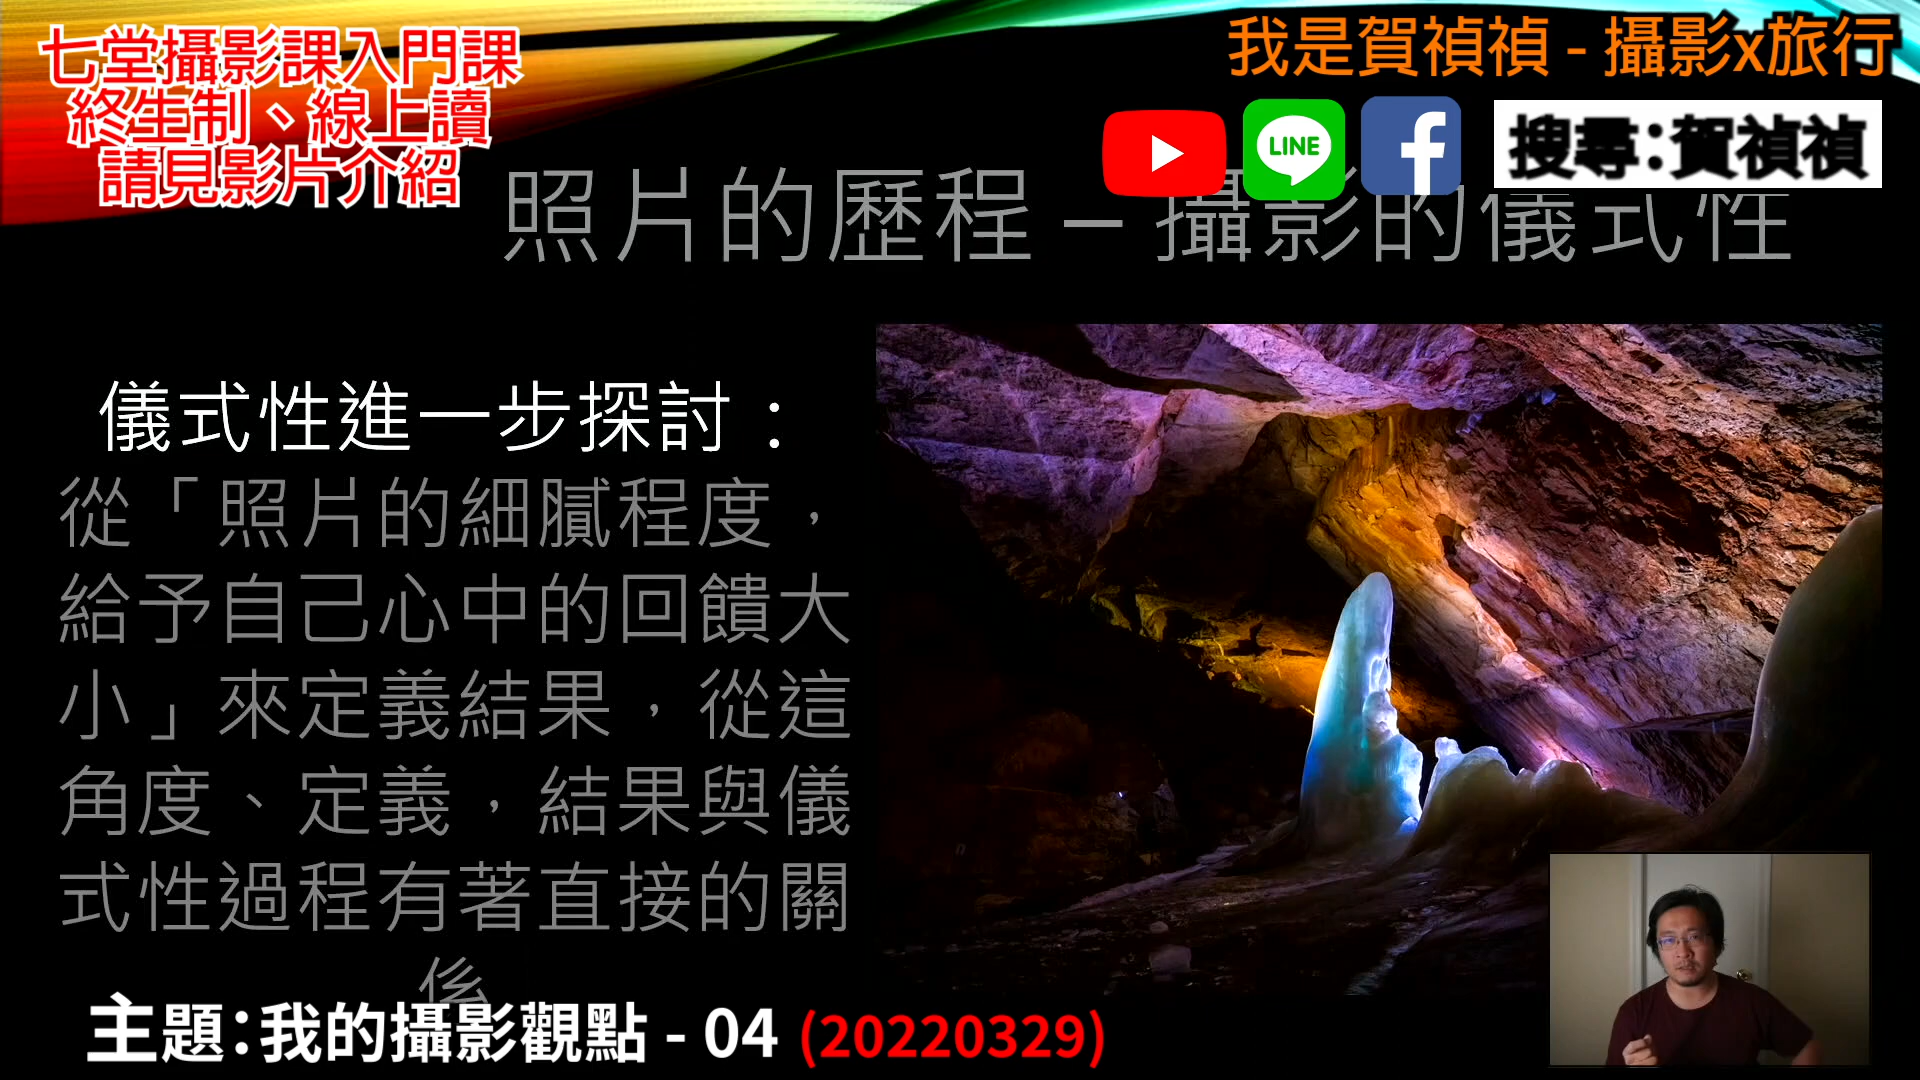 七堂攝影課入門課
終生制、線上讀
請見影片介紹
我是賀禎禎 - 攝影x旅行
LINE
搜尋:賀禎禎
照片的歷程 – 攝影的儀式性
儀式性進一步探討：
從「照片的細膩程度，
給予自己心中的回饋大
小」來定義結果，從這
角度、定義，結果與儀
式性過程有著直接的關
係
主題:我的攝影觀點 - 04 (20220329)